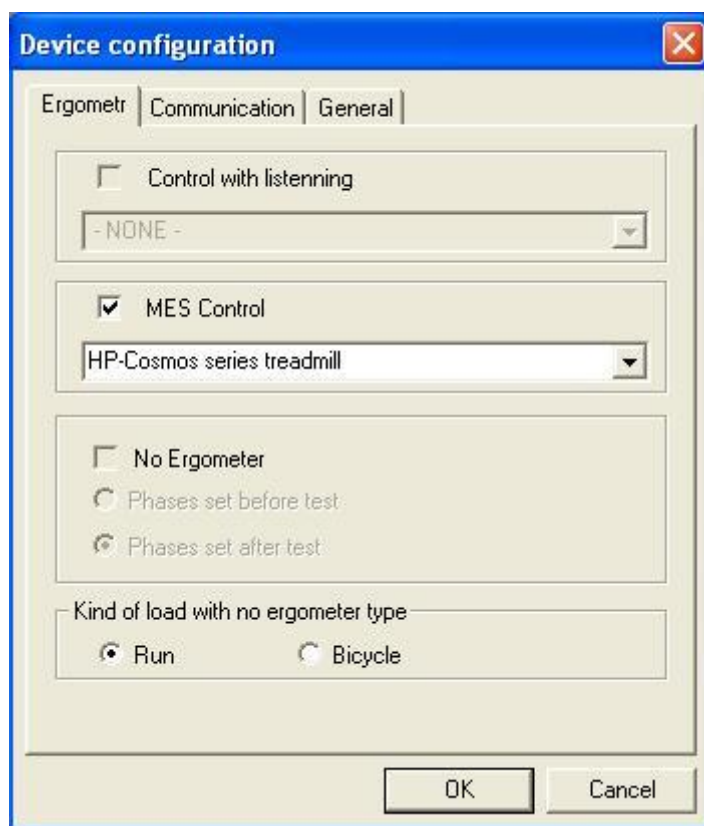 Device configuration
Ergometr Communication General
Control with listenning
- NONE -
MES Control
HP-Cosmos series treadmill
No Ergometer
Phases set before test
Phases set after test
Kind of load with no ergometer type
Run Bicycle
OK Cancel